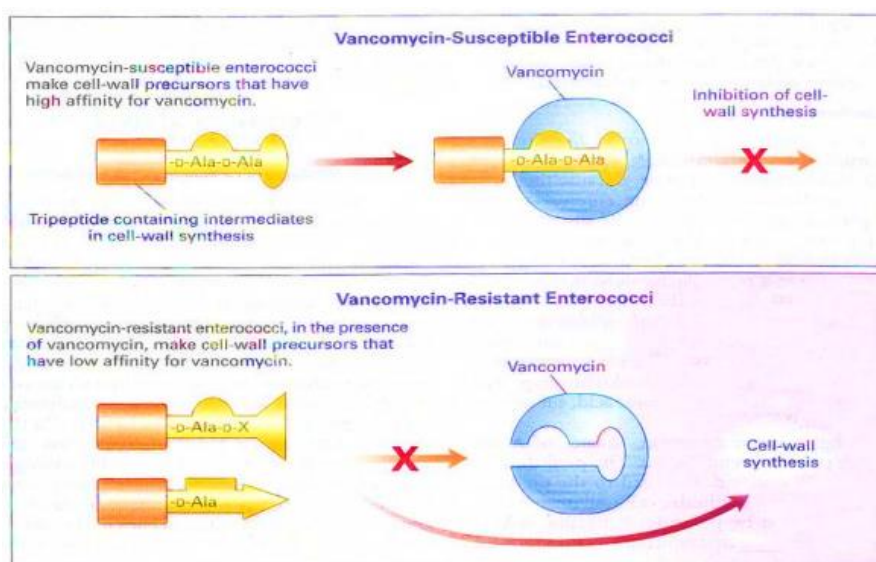 Vancomycin-Susceptible Enterococci
Vancomycin-susceptible enterococci
make cell-wall precursors that have
high affinity for vancomycin.
Vancomycin
Inhibition of cell-
wall synthesis
-D-Ala-D-Ala
-D-Ala-D-Ala
X
Tripeptide containing intermediates
in cell-wall synthesis
Vancomycin-Resistant Enterococci
Vancomycin-resistant enterococci, in the presence
of vancomycin, make cell-wall precursors that
have low affinity for vancomycin.
Vancomycin
-D-Ala-D-X
X
Cell-wall
synthesis
-D-Ala